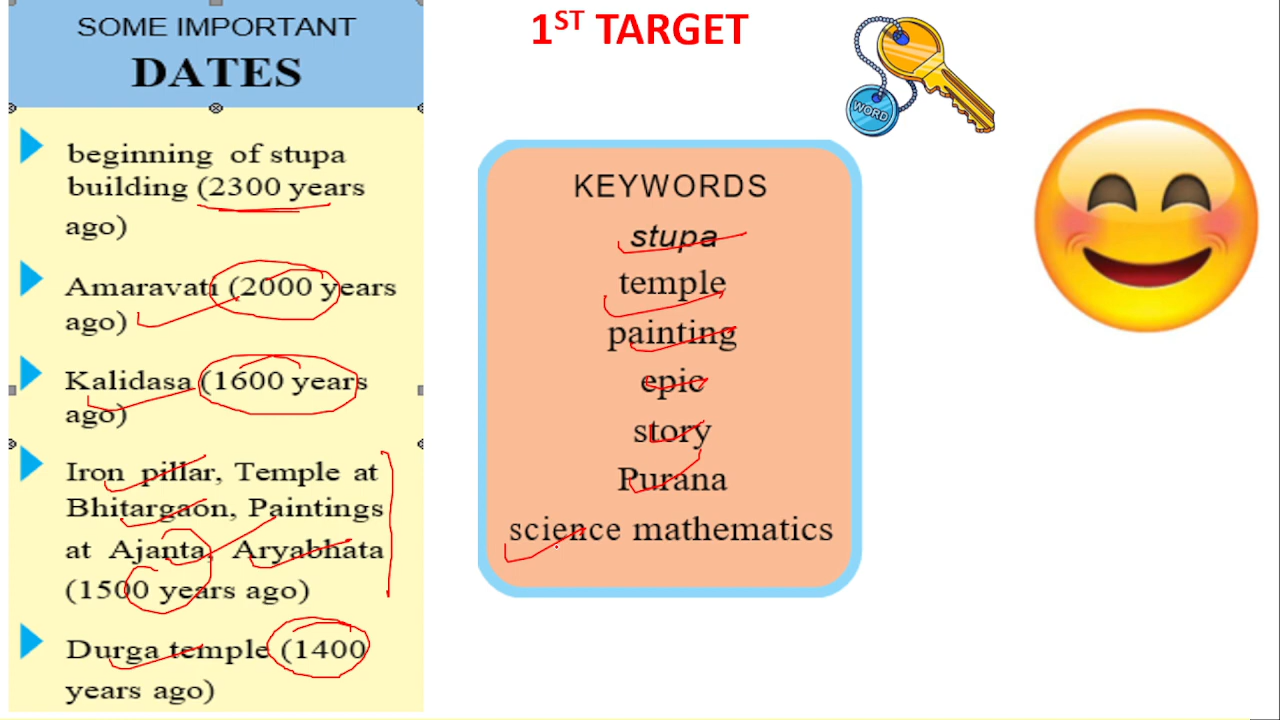 SOME IMPORTANT
DATES
beginning of stupa
building (2300 years
ago)
Amaravati (2000 years
ago)
Kalidasa (1600 years
ago)
Iron pillar, Temple at
Bhitargaon, Paintings
at Ajanta, Aryabhata
(1500 years ago)
Durga temple (1400
years ago)
1ST TARGET
WORD
KEYWORDS
stupa
temple
painting
epic
story
Purana
science mathematics